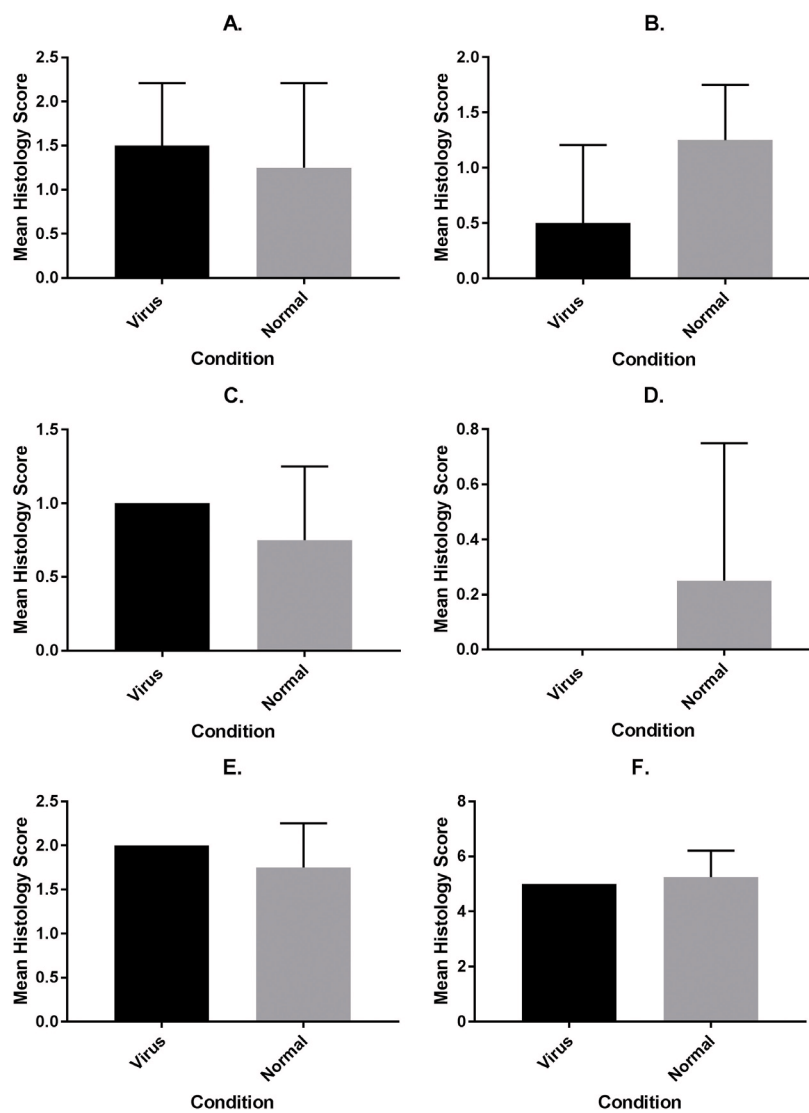 A.
Mean Histology Score
2.5
2.0
1.5
1.0
0.5
0.0
Virus
Normal
Condition
B.
Mean Histology Score
2.0
1.5
1.0
0.5
0.0
Virus
Normal
Condition
C.
Mean Histology Score
1.5
1.0
0.5
0.0
Virus
Normal
Condition
D.
Mean Histology Score
0.8
0.6
0.4
0.2
0.0
Virus
Normal
Condition
E.
Mean Histology Score
2.5
2.0
1.5
1.0
0.5
0.0
Virus
Normal
Condition
F.
Mean Histology Score
8
6
4
2
0
Virus
Normal
Condition